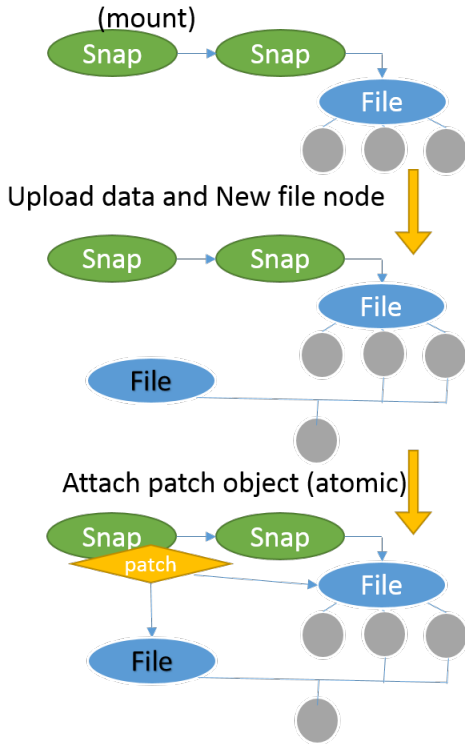 (mount)
Snap Snap
File
Upload data and New file node
Snap Snap
File
File
Attach patch object (atomic)
Snap Snap
patch
File
File